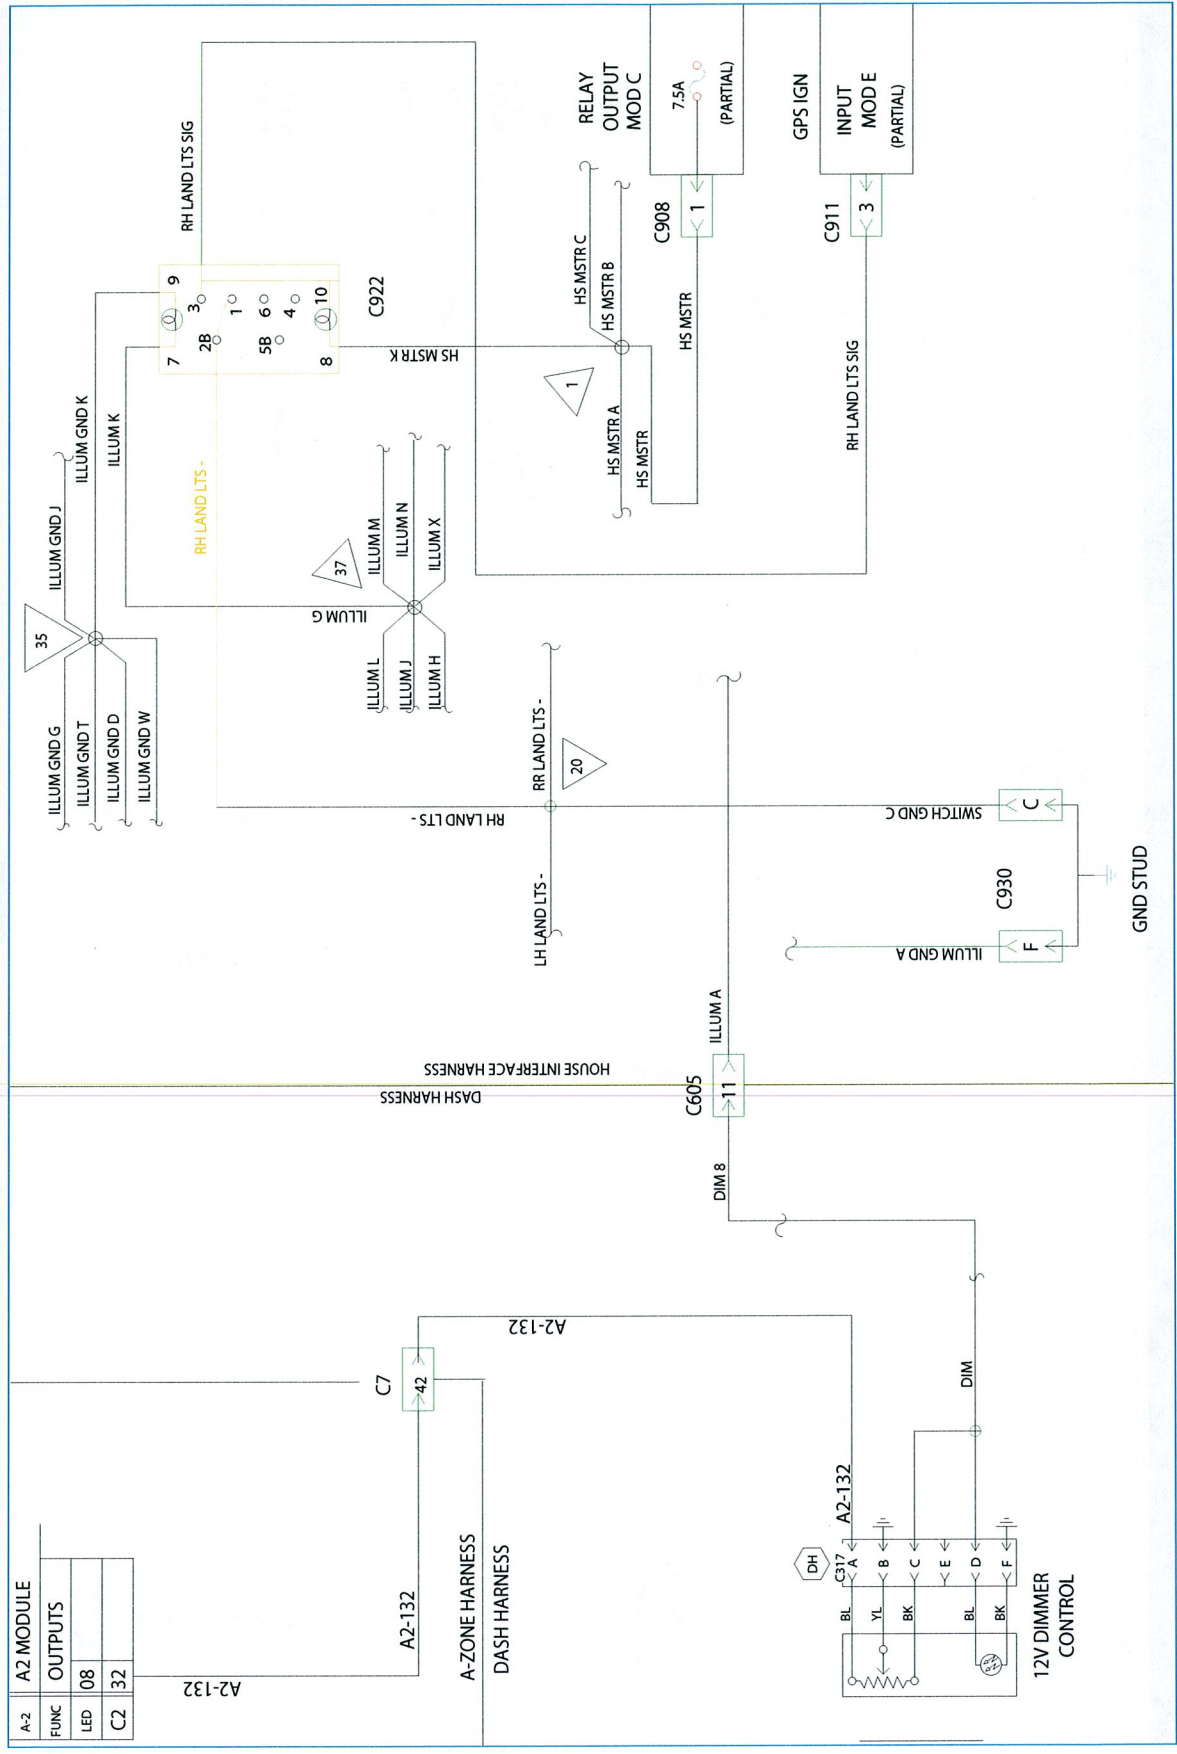 A-2
A2 MODULE
FUNC
OUTPUTS
LED
08
C2
32
A2-132
A2-132
C7
42
A2-132
A-ZONE HARNESS
DASH HARNESS
A2-132
DH
C317
A
B
C
E
D
F
BL
YL
BK
BL
BK
12V DIMMER
CONTROL
DIM
DIM 8
C605
11
ILLUM A
DASH HARNESS
HOUSE INTERFACE HARNESS
ILLUM GND G
ILLUM GND T
ILLUM GND D
ILLUM GND W
35
ILLUM GND J
ILLUM GND K
ILLUM K
RH LAND LTS -
ILLUM G
37
ILLUM L
ILLUM J
ILLUM H
ILLUM M
ILLUM N
ILLUM X
RH LAND LTS -
LH LAND LTS -
RR LAND LTS -
20
SWITCH GND C
ILLUM GND A
C930
C
F
GND STUD
RH LAND LTS SIG
7
9
3
2B
1
6
5B
4
8
10
C922
HS MSTR K
1
HS MSTR C
HS MSTR B
HS MSTR A
HS MSTR
HS MSTR
RH LAND LTS SIG
RELAY
OUTPUT
MOD C
C908
1
7.5A
(PARTIAL)
GPS IGN
C911
3
INPUT
MOD E
(PARTIAL)